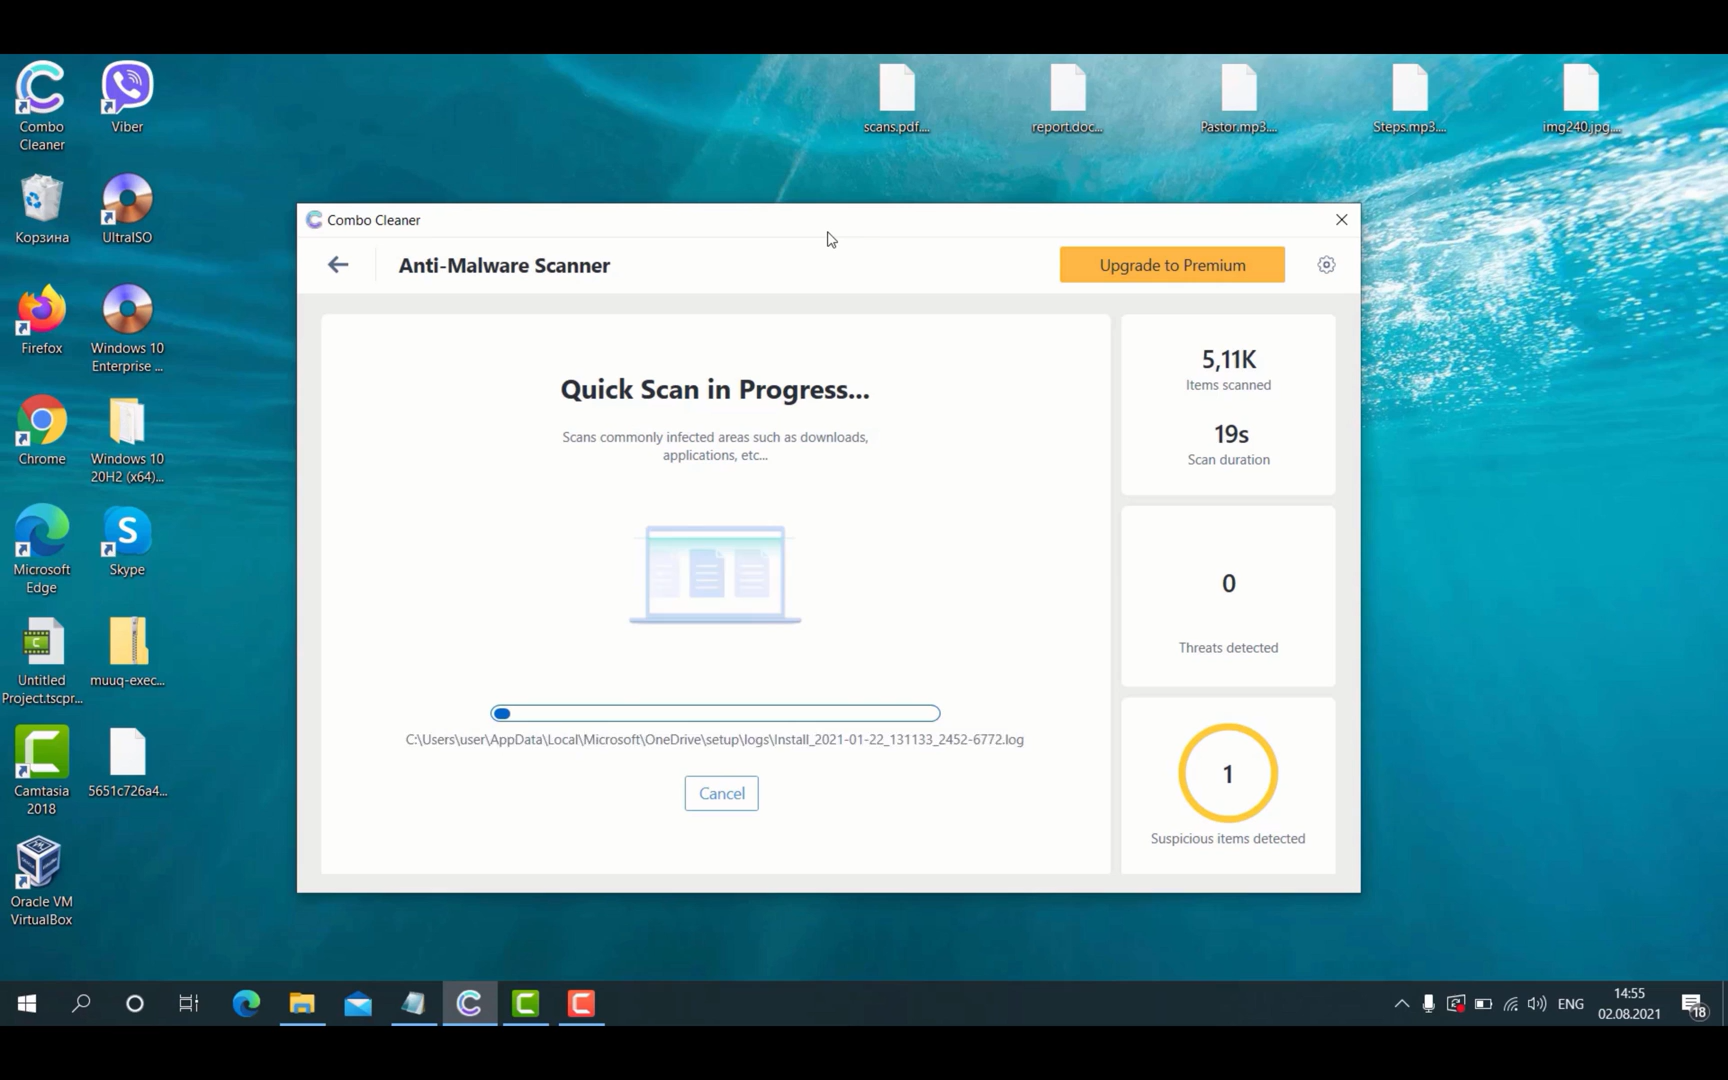 Combo
Cleaner
Viber
Корзина
UltraISO
Firefox
Windows 10
Enterprise ...
Chrome
Windows 10
20H2 (x64)...
Microsoft
Edge
Skype
Untitled
Project.tscpr...
muuq-exec...
Camtasia
2018
5651c726a4...
Oracle VM
VirtualBox
scans.pdf....
report.doc....
Pastor.mp3....
Steps.mp3....
img240.jpg....
Combo Cleaner
Anti-Malware Scanner
Upgrade to Premium
Quick Scan in Progress...
Scans commonly infected areas such as downloads,
applications, etc...
C:\Users\user\AppData\Local\Microsoft\OneDrive\setup\logs\Install_2021-01-22_131133_2452-6772.log
Cancel
5,11K
Items scanned
19s
Scan duration
0
Threats detected
1
Suspicious items detected
ENG
14:55
02.08.2021
18